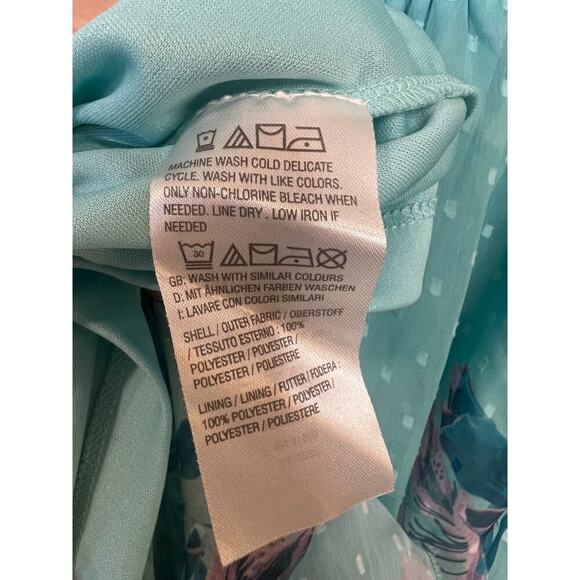 MACHINE WASH COLD DELICATE
CYCLE. WASH WITH LIKE COLORS.
ONLY NON-CHLORINE BLEACH WHEN
NEEDED. LINE DRY . LOW IRON IF
NEEDED
30
GB: WASH WITH SIMILAR COLOURS
D: MIT ÄHNLICHEN FARBEN WASCHEN
I: LAVARE CON COLORI SIMILARI
SHELL / OUTER FABRIC / OBERSTOFF
/ TESSUTO ESTERNO : 100%
POLYESTER / POLYESTER /
POLYESTER / POLIESTERE
LINING / LINING / FUTTER / FODERA :
100% POLYESTER / POLYESTER /
POLYESTER / POLIESTERE